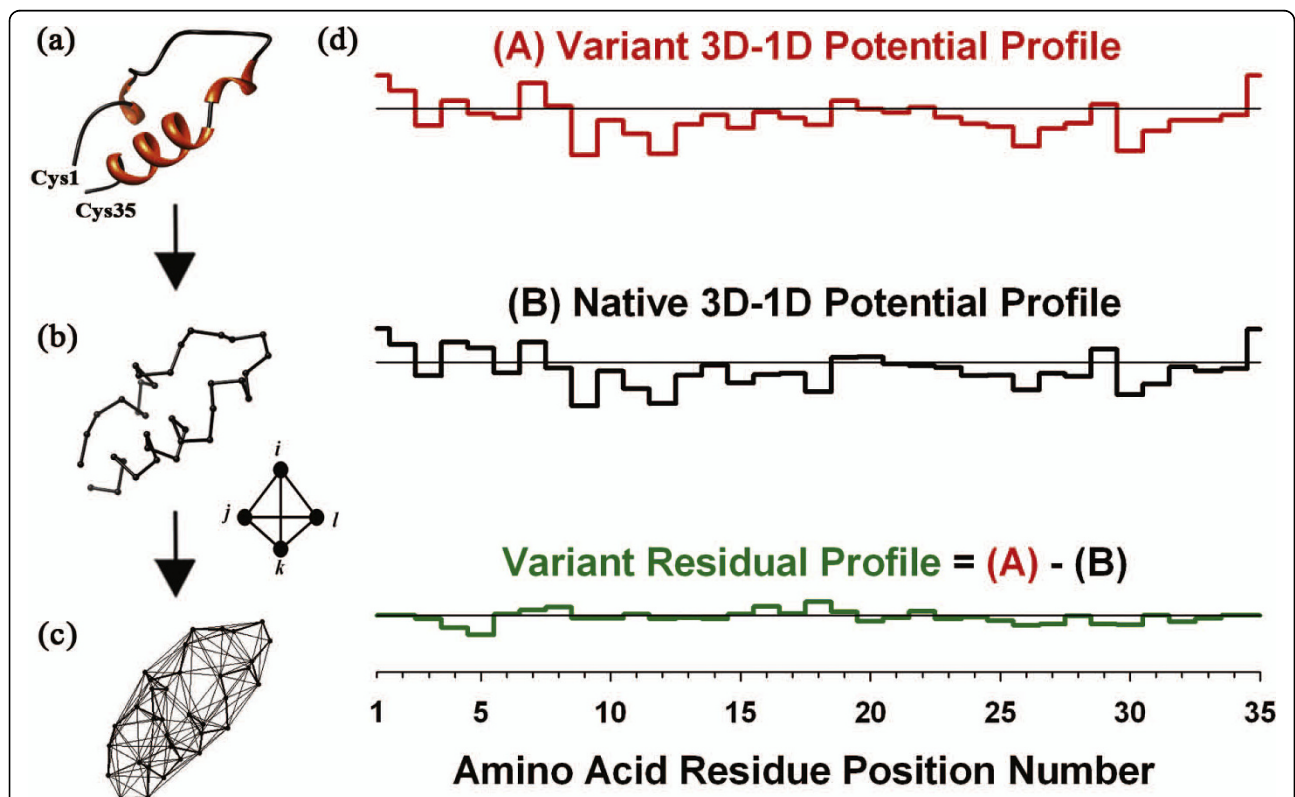 (a)
Cys1
Cys35
(b)
i
j
l
k
(c)
(d)
(A) Variant 3D-1D Potential Profile
(B) Native 3D-1D Potential Profile
Variant Residual Profile = (A) - (B)
1 5 10 15 20 25 30 35
Amino Acid Residue Position Number